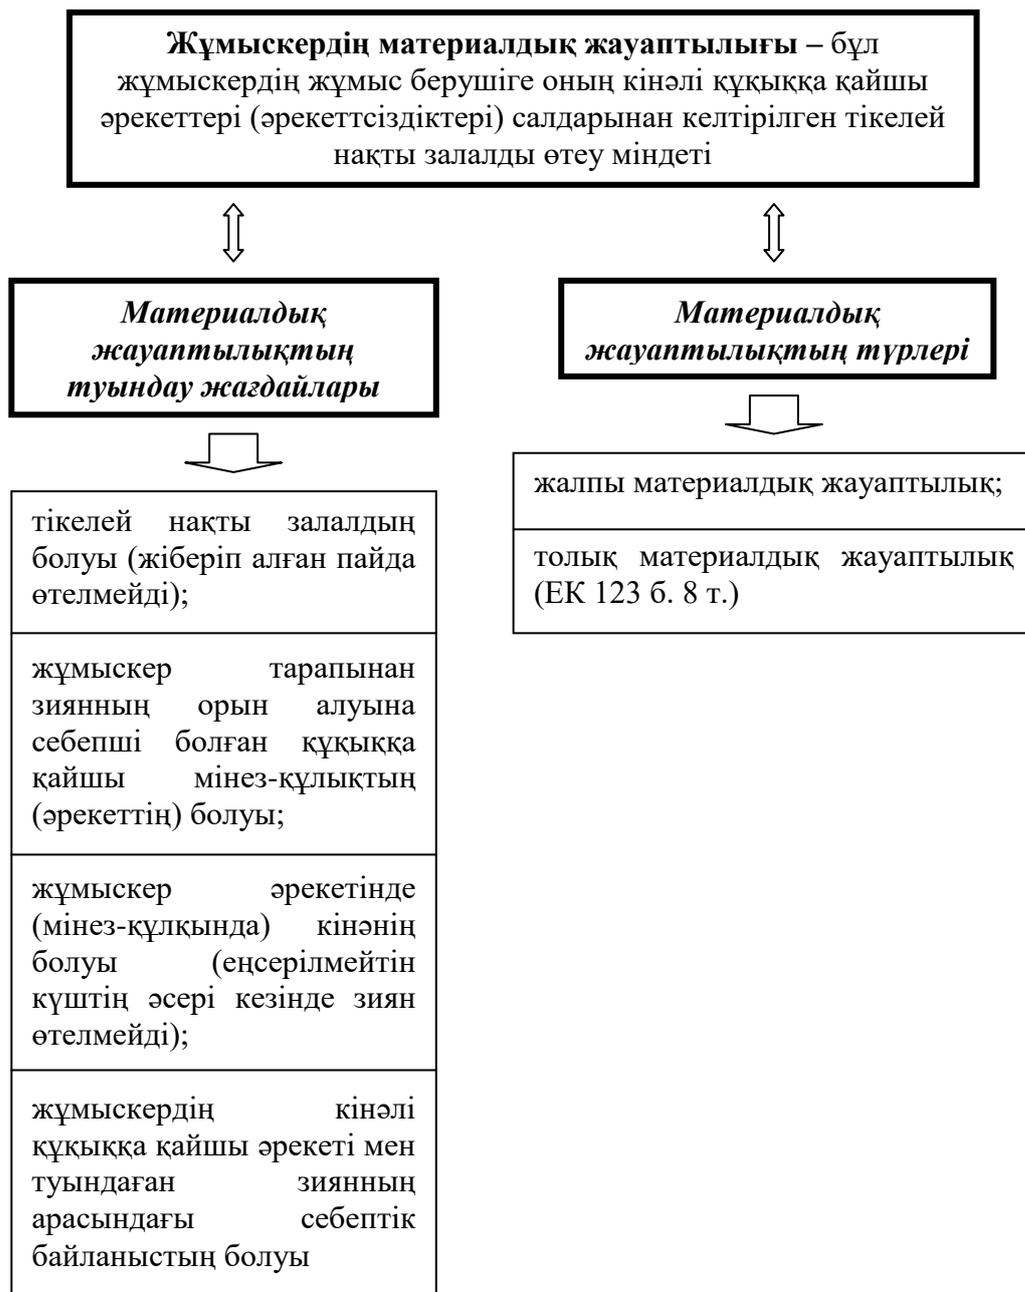 Жұмыскердің материалдық жауаптылығы – бұл
жұмыскердің жұмыс берушіге оның кінәлі құқыққа қайшы
әрекеттері (әрекеттсіздіктері) салдарынан келтірілген тікелей
нақты залалды өтеу міндеті
Материалдық
жауаптылықтың
туындау жағдайлары
тікелей нақты залалдың
болуы (жіберіп алған пайда
өтелмейді);
жұмыскер тарапынан
зиянның орын алуына
себепші болған құқыққа
қайшы мінез-құлықтың
(әрекеттің) болуы;
жұмыскер әрекетінде
(мінез-құлқында) кінәнің
болуы (еңсерілмейтін
күштің әсері кезінде зиян
өтелмейді);
жұмыскердің кінәлі
құқыққа қайшы әрекеті мен
туындаған зиянның
арасындағы себептік
байланыстың болуы
Материалдық
жауаптылықтың түрлері
жалпы материалдық жауаптылық;
толық материалдық жауаптылық
(ЕК 123 б. 8 т.)